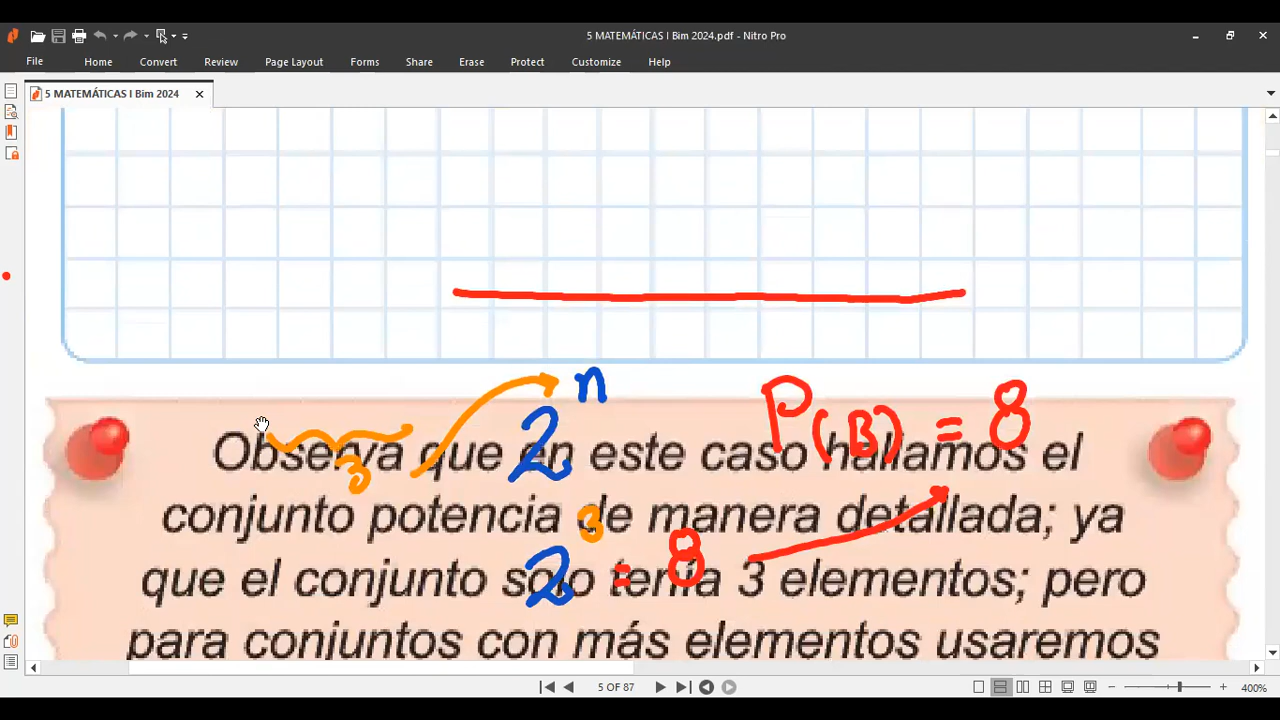 5 MATEMÁTICAS I Bim 2024.pdf - Nitro Pro
File Home Convert Review Page Layout Forms Share Erase Protect Customize Help
5 MATEMÁTICAS I Bim 2024
2ⁿ P(B) = 8
3
Observa que en este caso hallamos el
conjunto potencia de manera detallada; ya
2³ = 8
que el conjunto solo tenía 3 elementos; pero
para conjuntos con más elementos usaremos
5 OF 87
400%